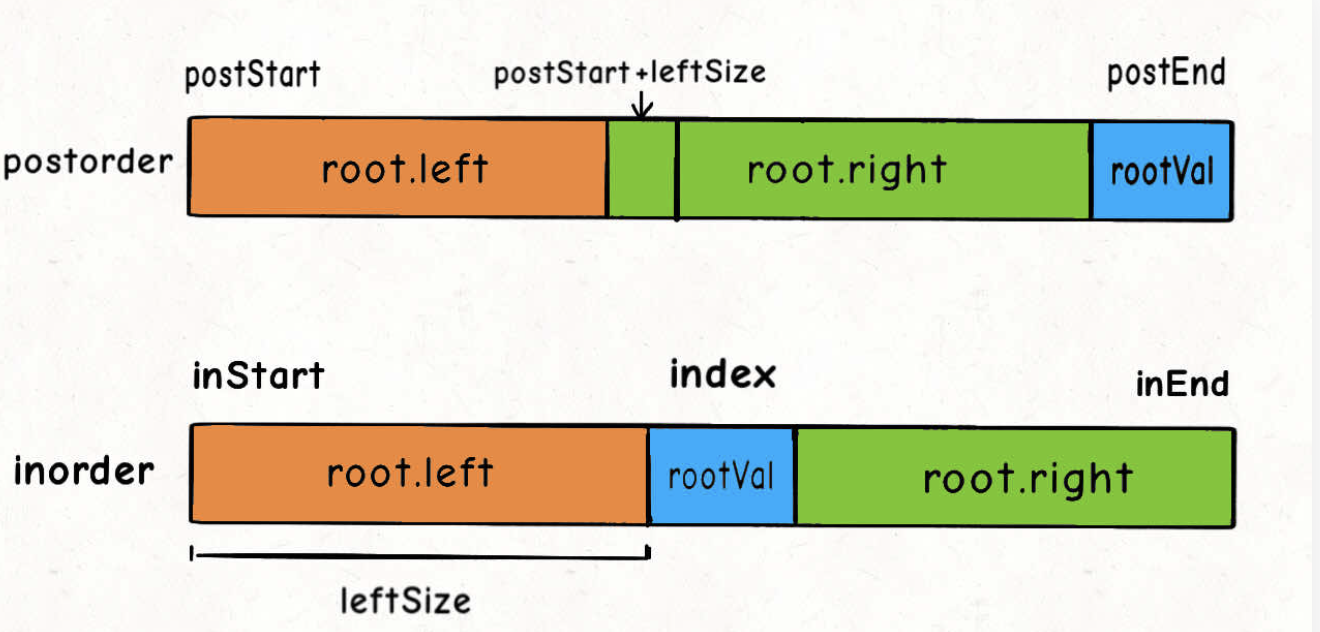 postStart
postStart+leftSize
postEnd
postorder
root.left
root.right
rootVal
inStart
index
inEnd
inorder
root.left
rootVal
root.right
leftSize